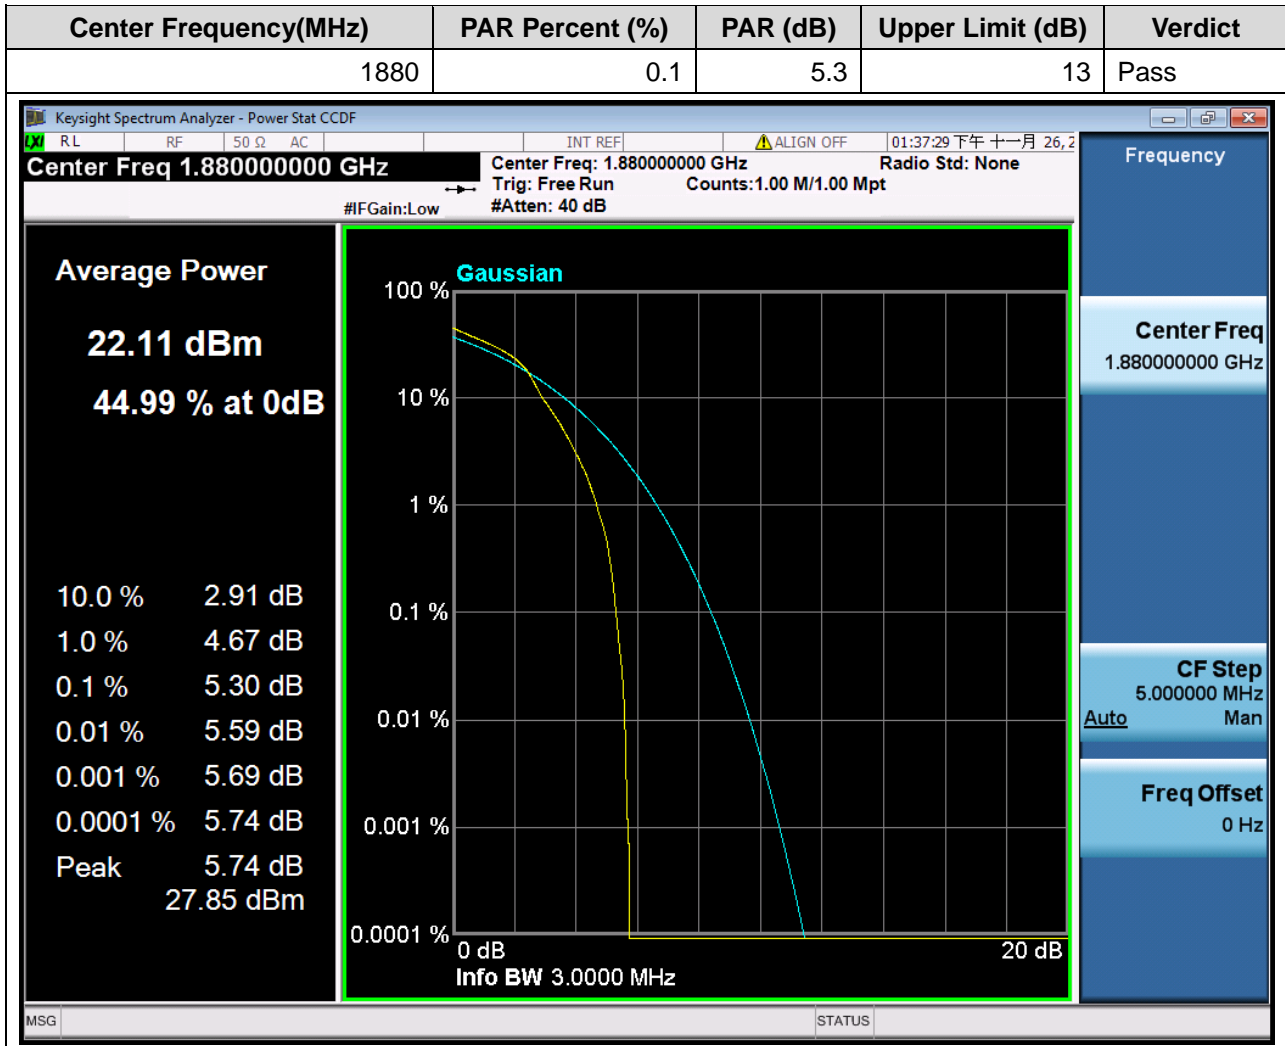 Center Frequency(MHz) PAR Percent (%) PAR (dB) Upper Limit (dB) Verdict
1880 0.1 5.3 13 Pass
Keysight Spectrum Analyzer - Power Stat CCDF
LXI RL RF 50 Ω AC INT REF ALIGN OFF 01:37:29 下午 十一月 26, 2
Center Freq 1.880000000 GHz
Center Freq: 1.880000000 GHz Radio Std: None
Trig: Free Run Counts:1.00 M/1.00 Mpt
#IFGain:Low #Atten: 40 dB
Average Power
22.11 dBm
44.99 % at 0dB
10.0 % 2.91 dB
1.0 % 4.67 dB
0.1 % 5.30 dB
0.01 % 5.59 dB
0.001 % 5.69 dB
0.0001 % 5.74 dB
Peak 5.74 dB
27.85 dBm
Gaussian
100 %
10 %
1 %
0.1 %
0.01 %
0.001 %
0.0001 %
0 dB 20 dB
Info BW 3.0000 MHz
Frequency
Center Freq
1.880000000 GHz
CF Step
5.000000 MHz
Auto Man
Freq Offset
0 Hz
MSG STATUS